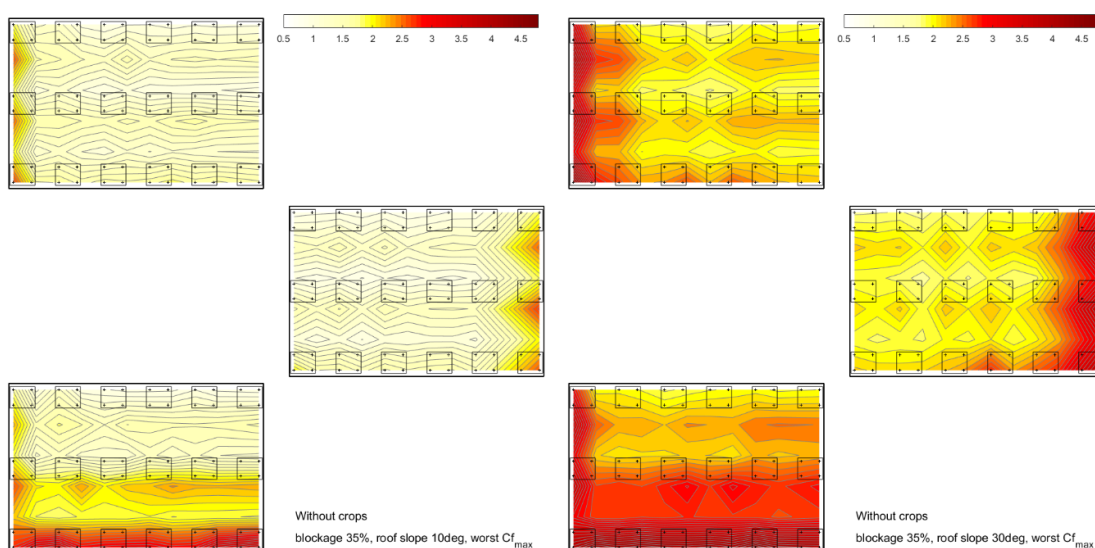 0.5 1 1.5 2 2.5 3 3.5 4 4.5
0.5 1 1.5 2 2.5 3 3.5 4 4.5
Without crops
blockage 35%, roof slope 10deg, worst Cf_max
Without crops
blockage 35%, roof slope 30deg, worst Cf_max